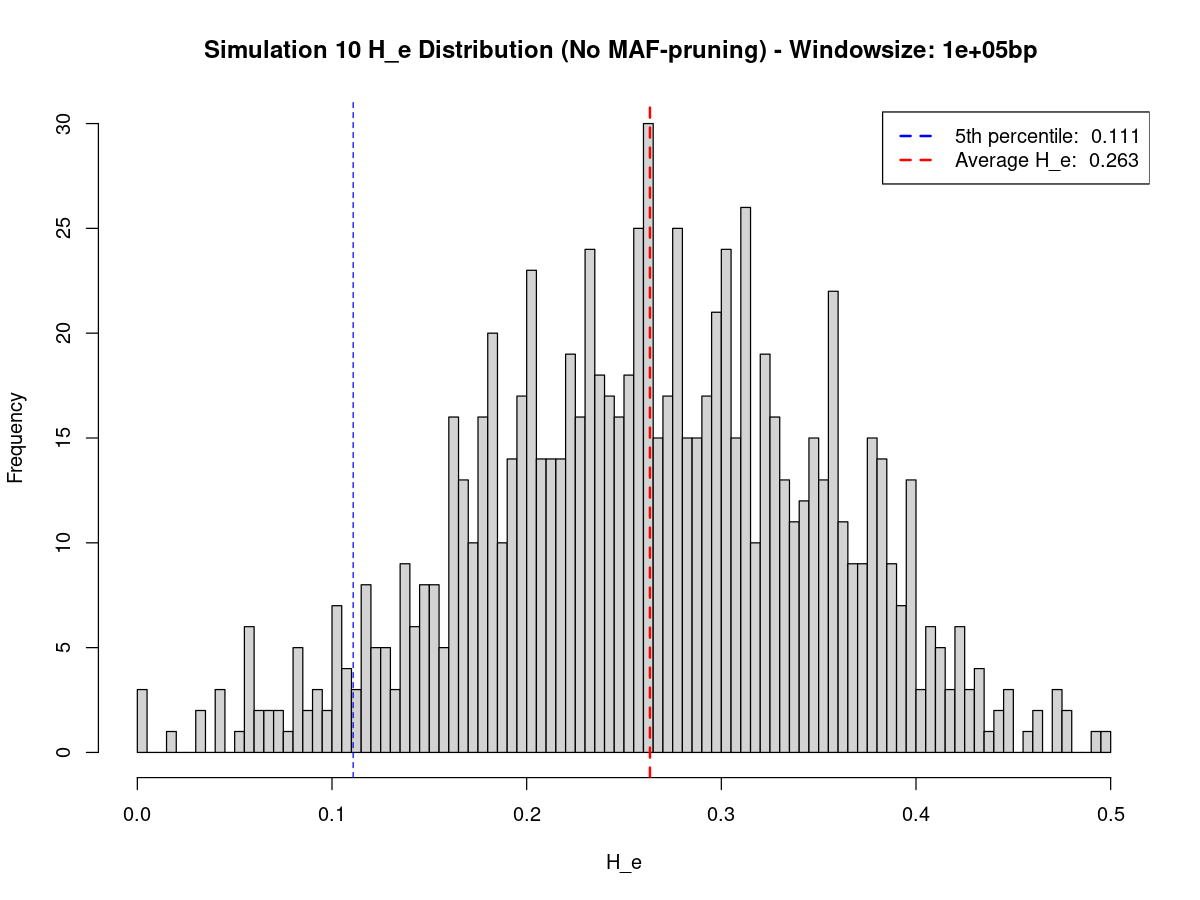 Simulation 10 H_e Distribution (No MAF-pruning) - Windowsize: 1e+05bp
5th percentile: 0.111
Average H_e: 0.263
Frequency
30
25
20
15
10
5
0
0.0 0.1 0.2 0.3 0.4 0.5
H_e